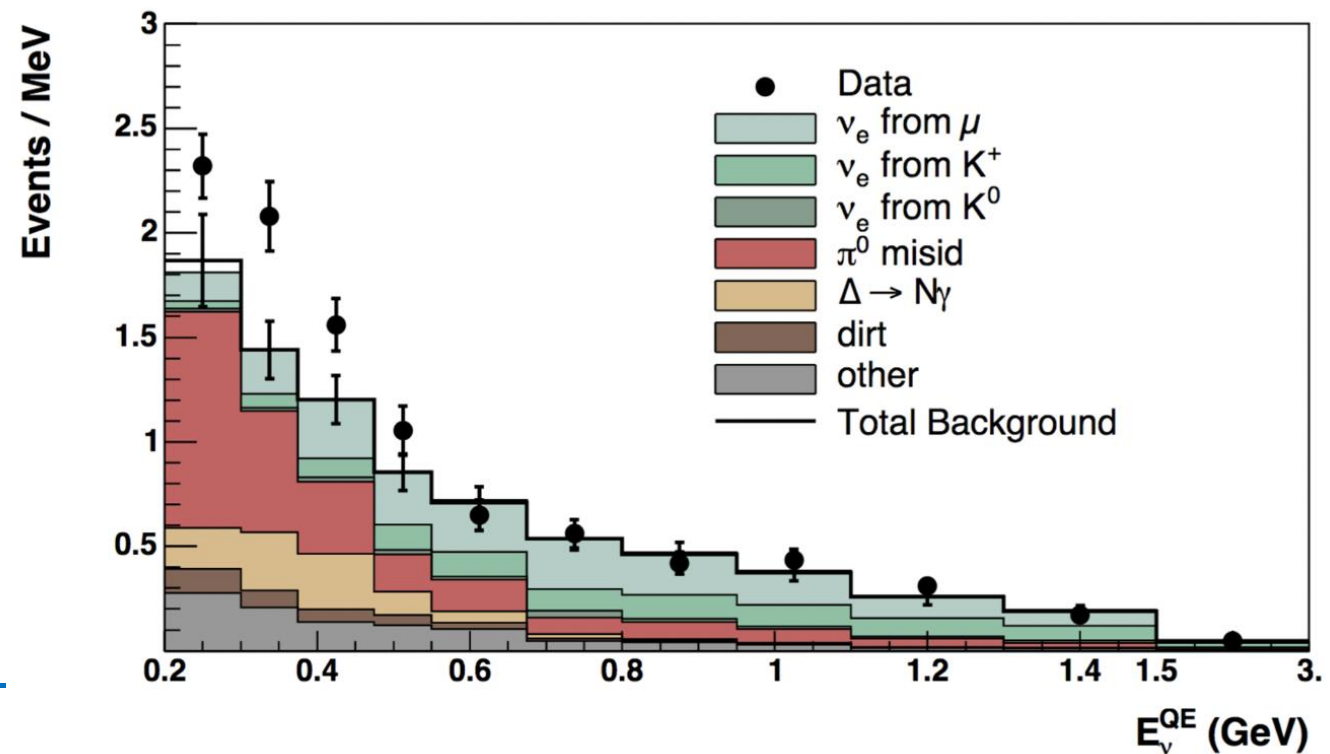 Events / MeV
3
2.5
2
1.5
1
0.5
Data
νe from μ
νe from K+
νe from K0
π0 misid
Δ → Nγ
dirt
other
Total Background
0.2 0.4 0.6 0.8 1 1.2 1.4 1.5 3.
EνQE (GeV)